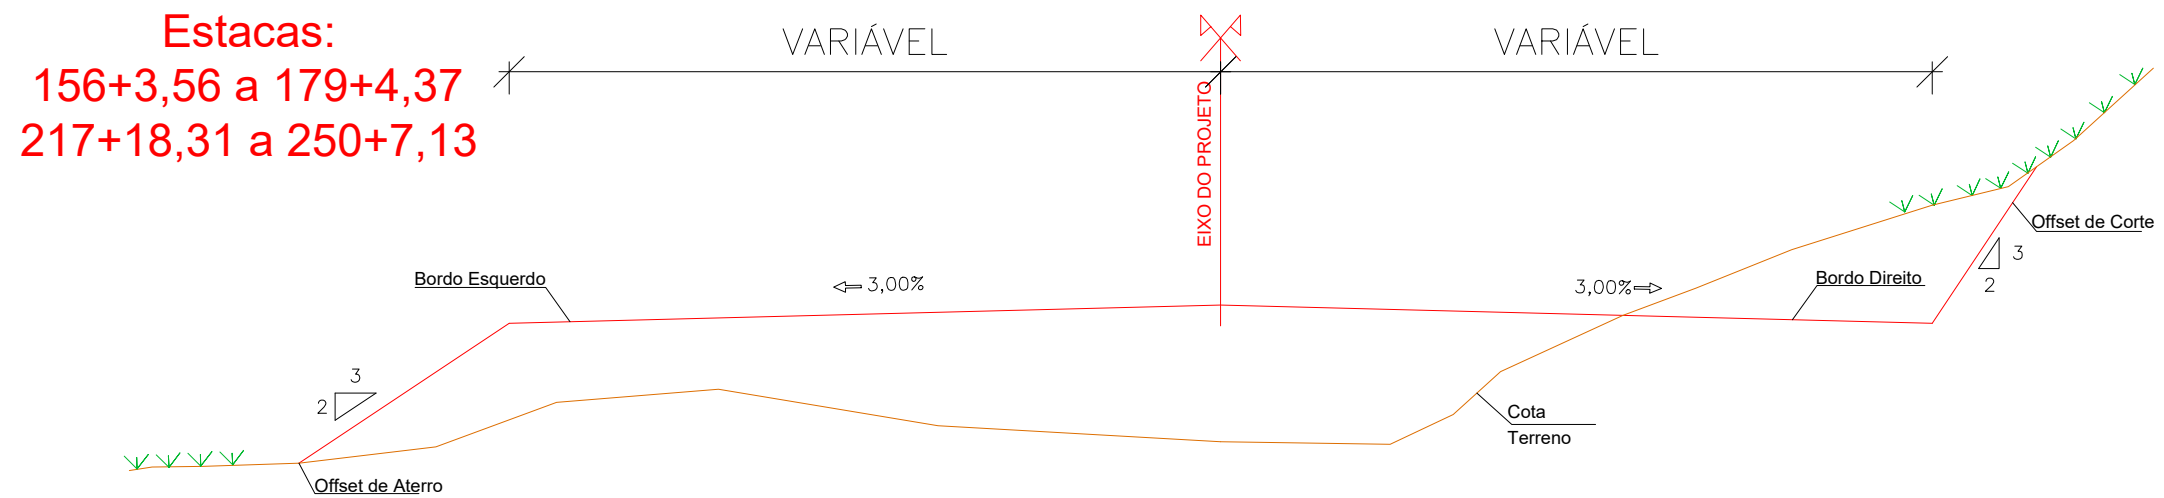 Estacas:
156+3,56 a 179+4,37
217+18,31 a 250+7,13
VARIÁVEL
VARIÁVEL
EIXO DO PROJETO
Offset de Corte
3
2
Bordo Esquerdo
3,00%
3,00%
Bordo Direito
3
2
Cota
Terreno
Offset de Aterro